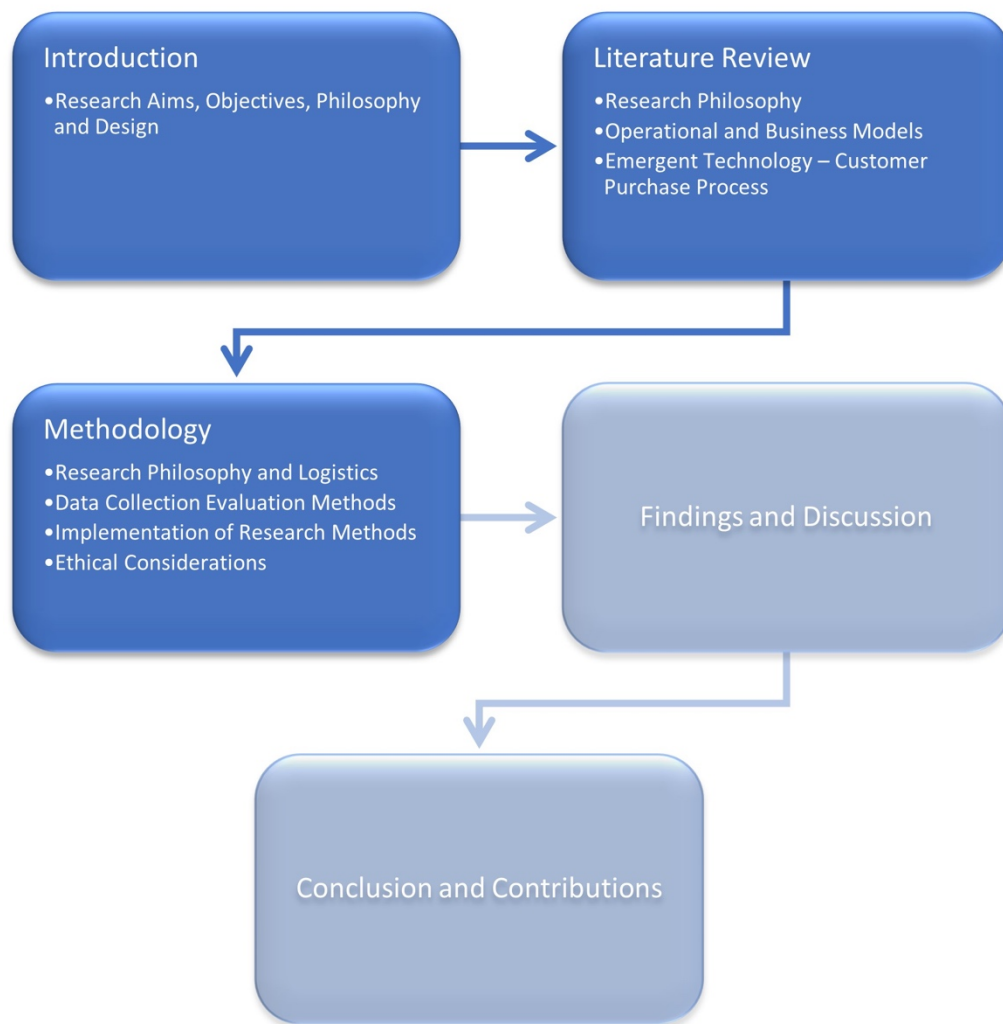 Introduction
•Research Aims, Objectives, Philosophy
and Design
Literature Review
•Research Philosophy
•Operational and Business Models
•Emergent Technology – Customer
Purchase Process
Methodology
•Research Philosophy and Logistics
•Data Collection Evaluation Methods
•Implementation of Research Methods
•Ethical Considerations
Findings and Discussion
Conclusion and Contributions